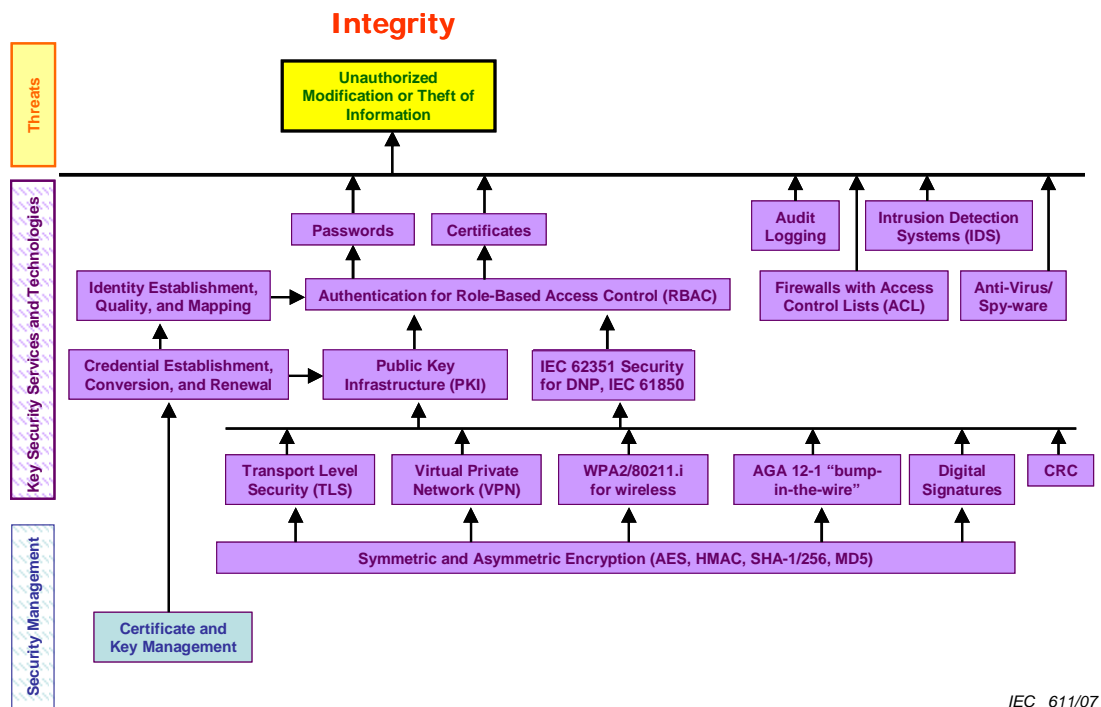 Integrity
Threats
Unauthorized
Modification or Theft of
Information
Key Security Services and Technologies
Passwords
Certificates
Audit
Logging
Intrusion Detection
Systems (IDS)
Identity Establishment,
Quality, and Mapping
Authentication for Role-Based Access Control (RBAC)
Firewalls with Access
Control Lists (ACL)
Anti-Virus/
Spy-ware
Credential Establishment,
Conversion, and Renewal
Public Key
Infrastructure (PKI)
IEC 62351 Security
for DNP, IEC 61850
Transport Level
Security (TLS)
Virtual Private
Network (VPN)
WPA2/80211.i
for wireless
AGA 12-1 “bump-
in-the-wire”
Digital
Signatures
CRC
Security Management
Symmetric and Asymmetric Encryption (AES, HMAC, SHA-1/256, MD5)
Certificate and
Key Management
IEC 611/07